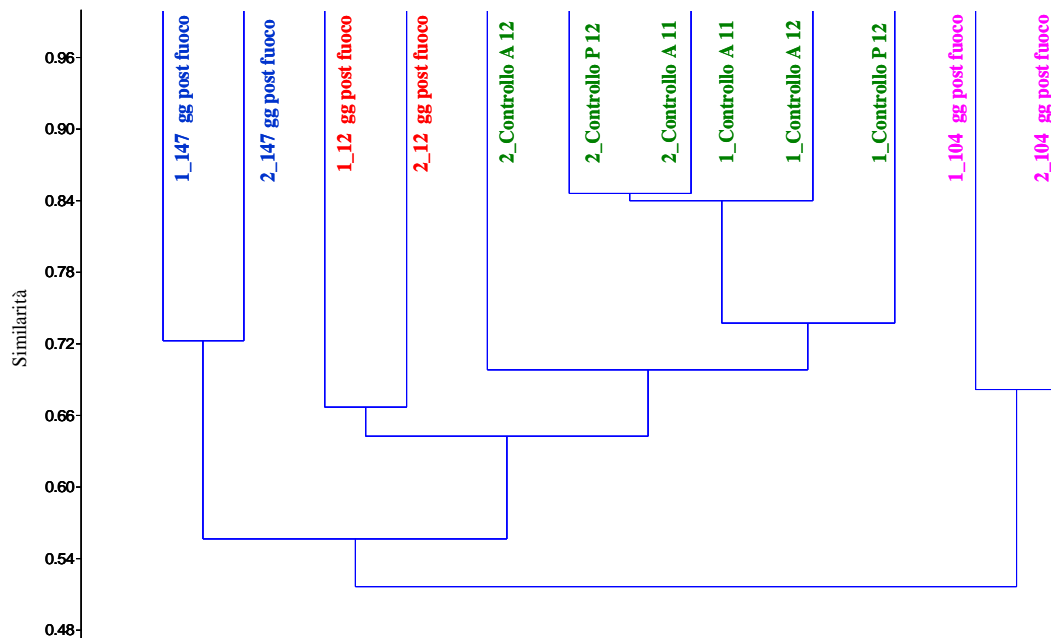 Similarità
0.96
0.90
0.84
0.78
0.72
0.66
0.60
0.54
0.48
1_147 gg post fuoco
2_147 gg post fuoco
1_12 gg post fuoco
2_12 gg post fuoco
2_Controllo A 12
2_Controllo P 12
2_Controllo A 11
1_Controllo A 11
1_Controllo A 12
1_Controllo P 12
1_104 gg post fuoco
2_104 gg post fuoco